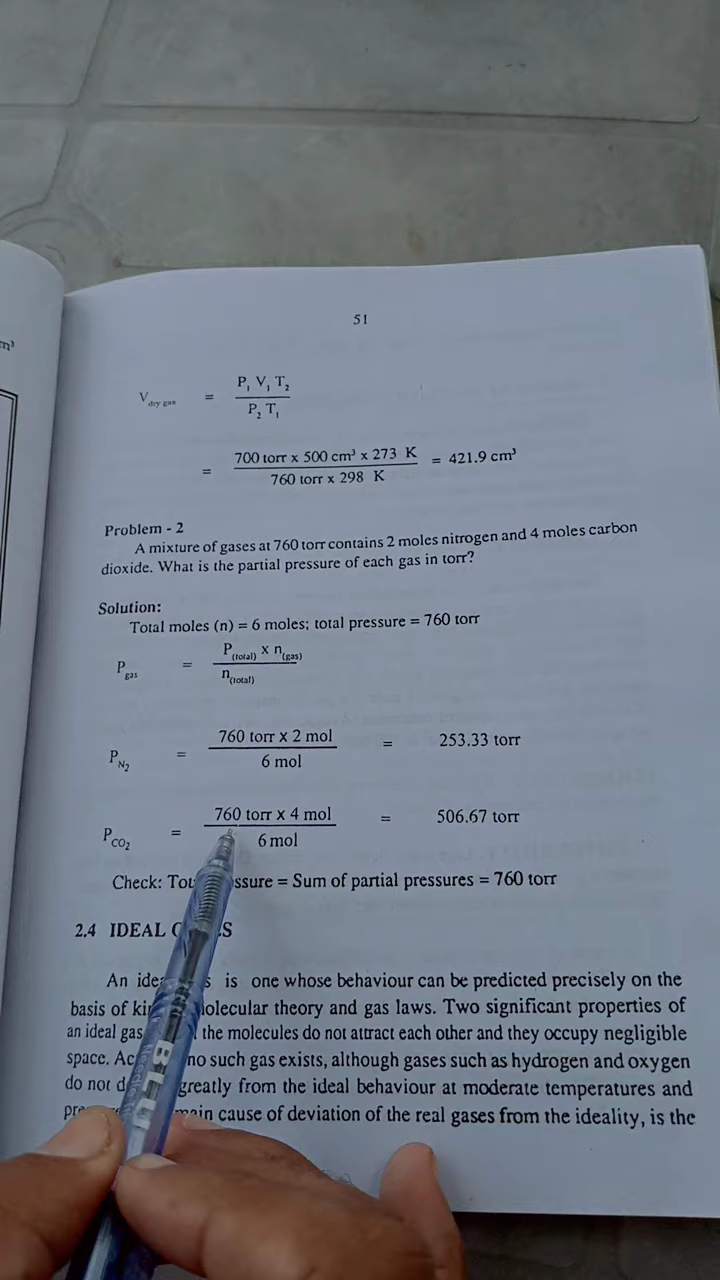 m³
51
V dry gas = P₁ V₁ T₂
P₂ T₁
= 700 torr x 500 cm³ x 273 K = 421.9 cm³
760 torr x 298 K
Problem - 2
A mixture of gases at 760 torr contains 2 moles nitrogen and 4 moles carbon
dioxide. What is the partial pressure of each gas in torr?
Solution:
Total moles (n) = 6 moles; total pressure = 760 torr
P gas = P(total) x n(gas)
n(total)
P N₂ = 760 torr x 2 mol = 253.33 torr
6 mol
P CO₂ = 760 torr x 4 mol = 506.67 torr
6 mol
Check: ssure = Sum of partial pressures = 760 torr
2.4 IDEAL
An is one whose behaviour can be predicted precisely on the
basis of molecular theory and gas laws. Two significant properties of
an ideal gas the molecules do not attract each other and they occupy negligible
space. no such gas exists, although gases such as hydrogen and oxygen
do not greatly from the ideal behaviour at moderate temperatures and
main cause of deviation of the real gases from the ideality, is the